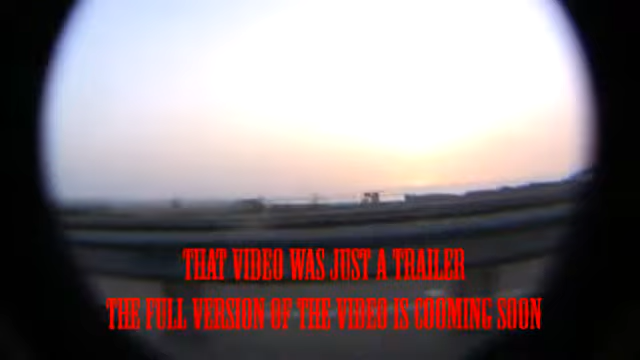 THAT VIDEO WAS JUST A TRAILER
THE FULL VERSION OF THE VIDEO IS COOMING SOON